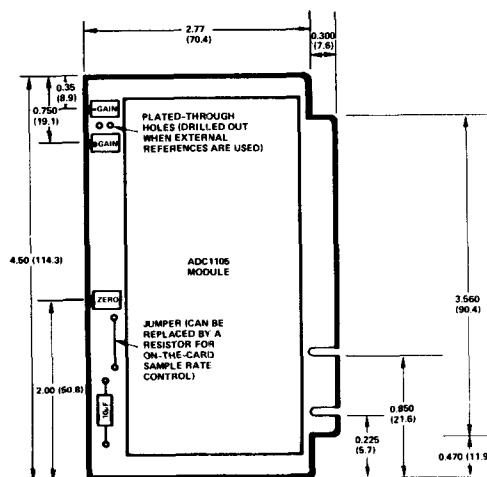 2.77
(70.4)
0.300
(7.6)
0.35
(8.9)
0.750
(19.1)
GAIN
GAIN
PLATED-THROUGH
HOLES (DRILLED OUT
WHEN EXTERNAL
REFERENCES ARE USED)
4.50 (114.3)
ADC1105
MODULE
3.560
(90.4)
ZERO
JUMPER (CAN BE
REPLACED BY A
RESISTOR FOR
ON-THE-CARD
SAMPLE RATE
CONTROL)
2.00 (50.8)
10µF
0.850
(21.6)
0.225
(5.7)
0.470 (11.9